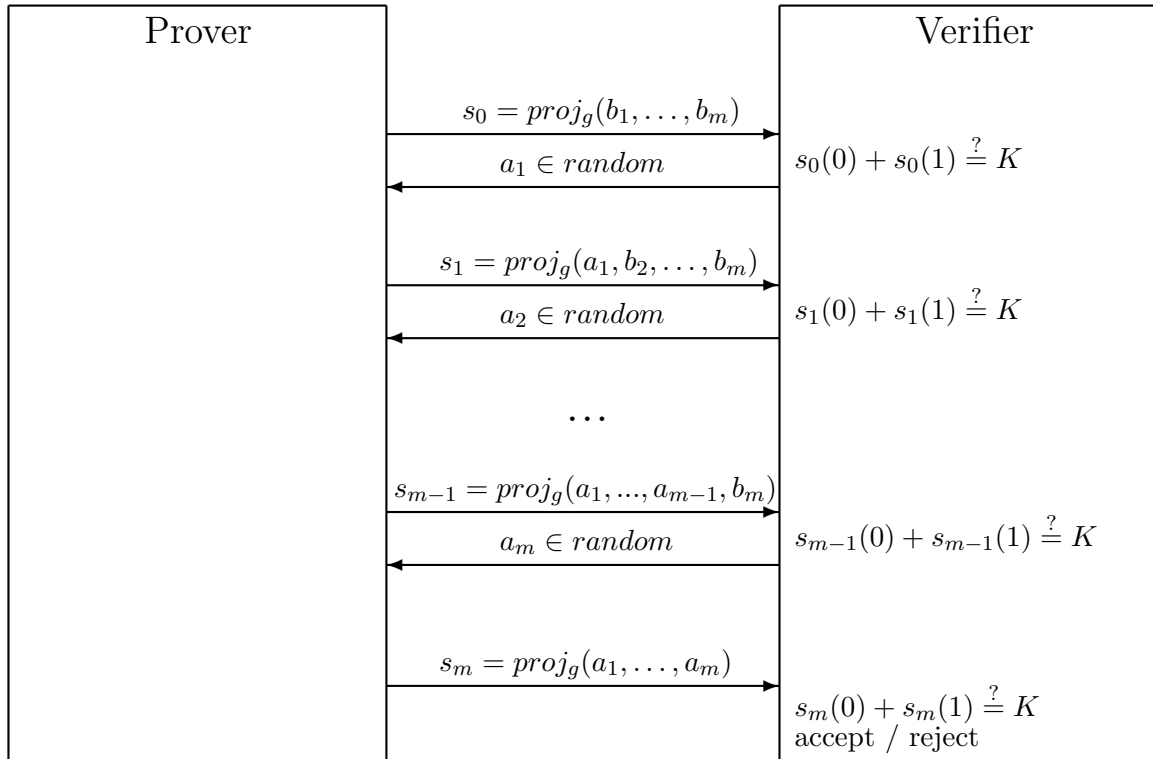 Prover
Verifier
s_0 = proj_g(b_1, …, b_m)
s_0(0) + s_0(1) ≟ K
a_1 ∈ random
s_1 = proj_g(a_1, b_2, …, b_m)
s_1(0) + s_1(1) ≟ K
a_2 ∈ random
…
s_{m−1} = proj_g(a_1, ..., a_{m−1}, b_m)
s_{m−1}(0) + s_{m−1}(1) ≟ K
a_m ∈ random
s_m = proj_g(a_1, …, a_m)
s_m(0) + s_m(1) ≟ K
accept / reject